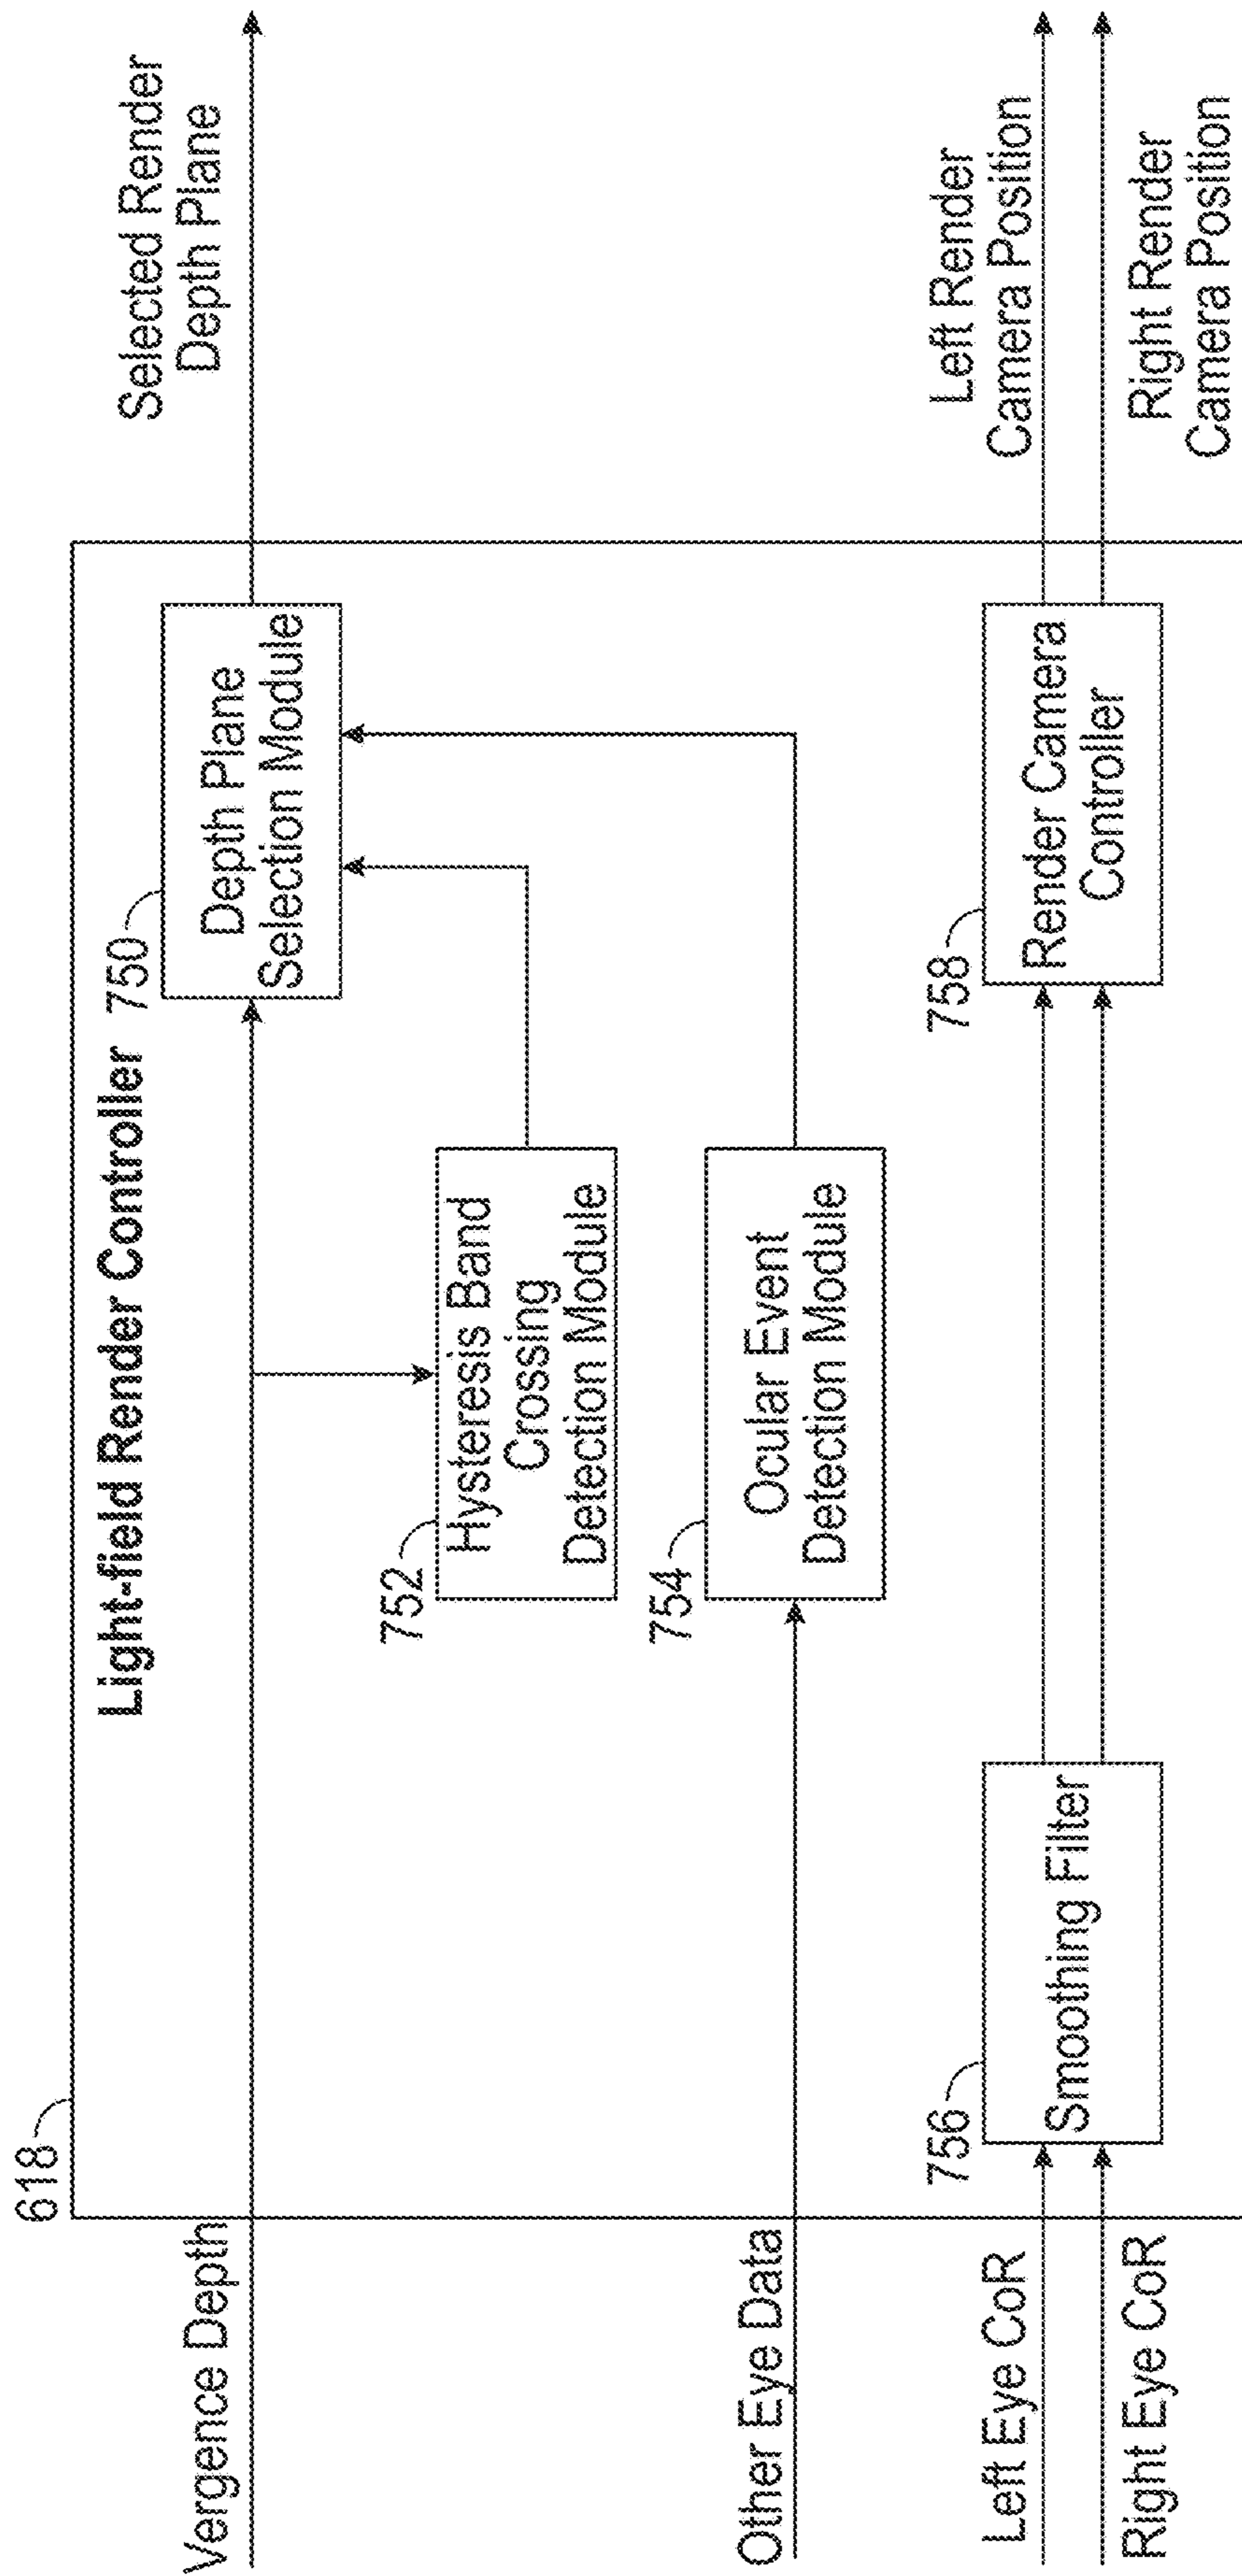 618
Light-field Render Controller
Vergence Depth
750
Depth Plane
Selection Module
Selected Render
Depth Plane
752
Hysteresis Band
Crossing
Detection Module
Other Eye Data
754
Ocular Event
Detection Module
Left Eye CoR
Right Eye CoR
756
Smoothing Filter
758
Render Camera
Controller
Left Render
Camera Position
Right Render
Camera Position